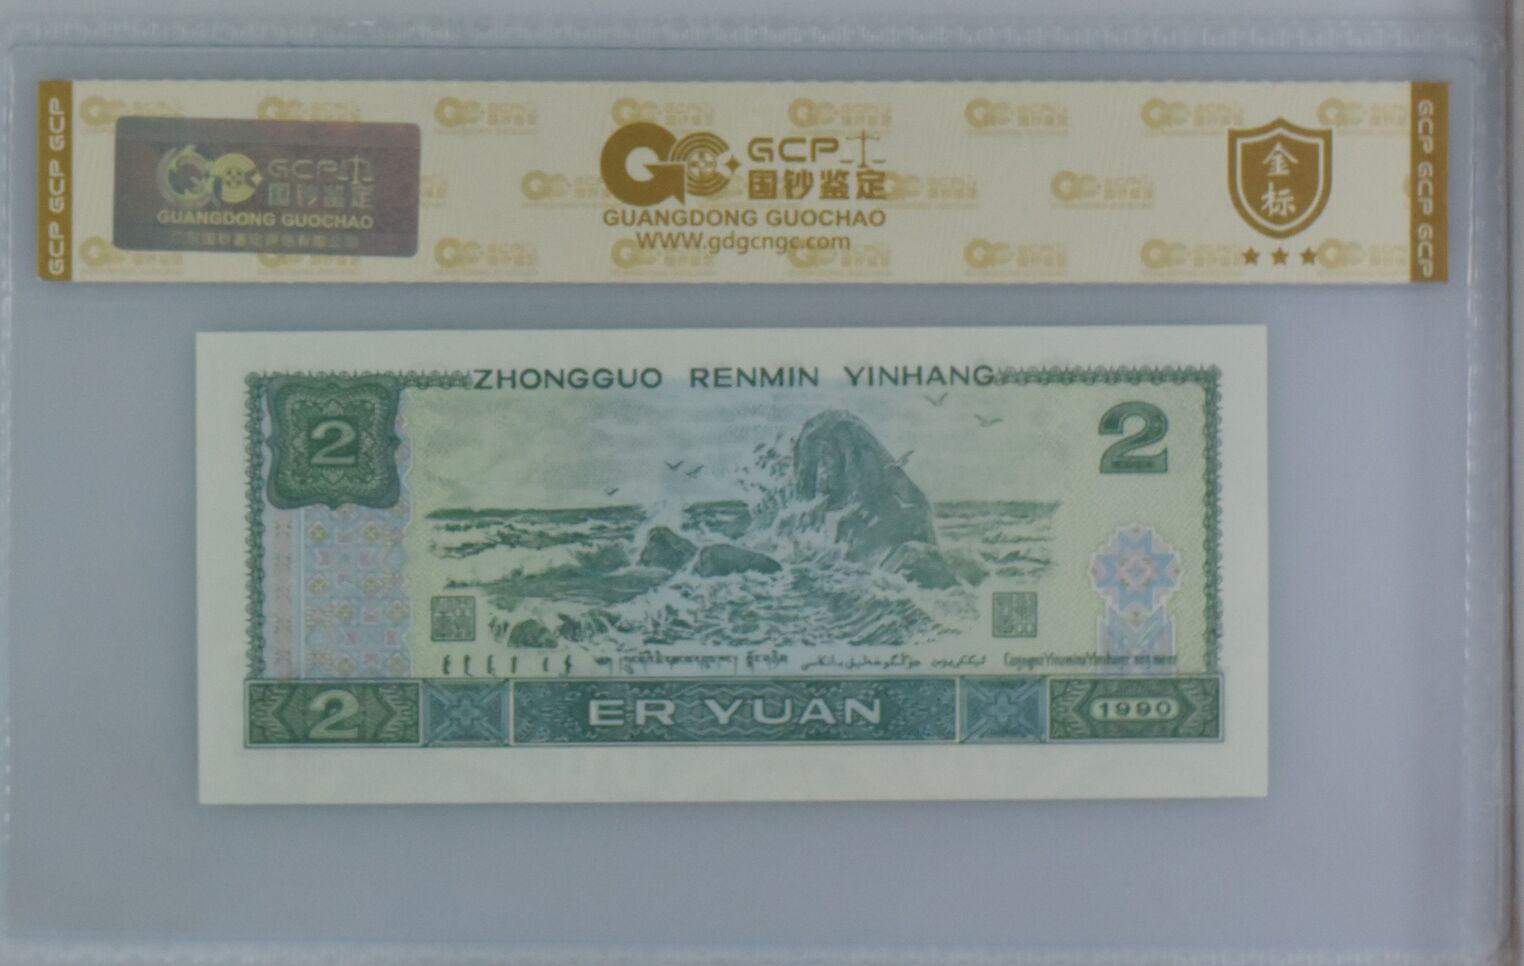 GCP GCP GCP
GCP
国钞鉴定
GUANGDONG GUOCHAO
GCP
国钞鉴定
GUANGDONG GUOCHAO
WWW.gdgcngc.com
金标
GCP GCP GCP
ZHONGGUO RENMIN YINHANG
2
2
2
ER YUAN
1990